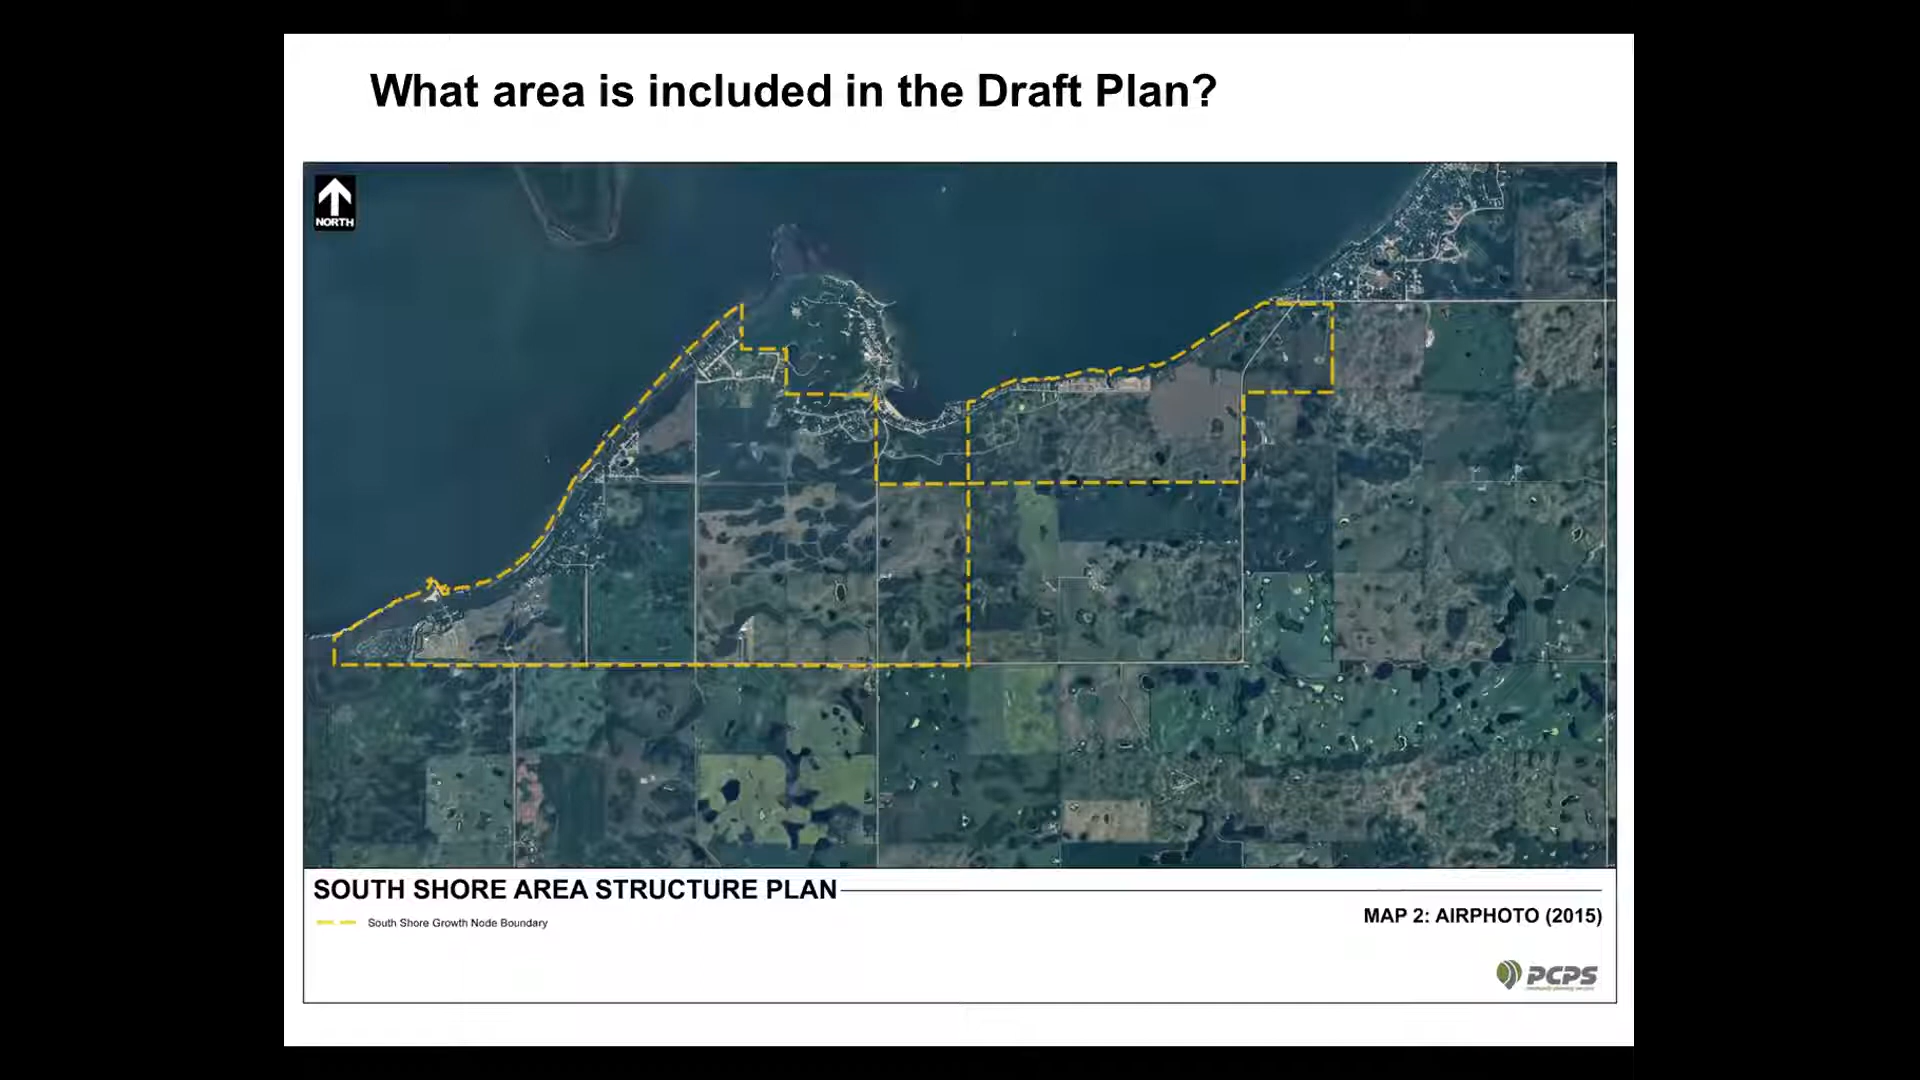 What area is included in the Draft Plan?
NORTH
SOUTH SHORE AREA STRUCTURE PLAN
South Shore Growth Node Boundary
MAP 2: AIRPHOTO (2015)
PCPS